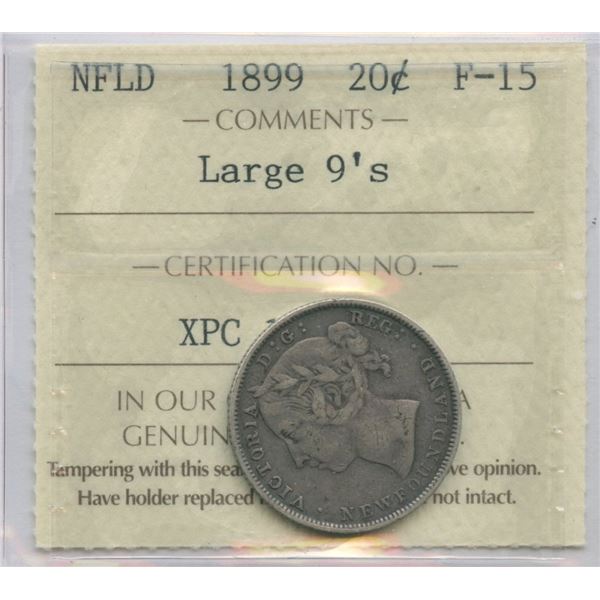 NFLD 1899 20¢ F-15
— COMMENTS —
Large 9's
— CERTIFICATION NO. —
XPC
IN OUR A
GENUIN .
Tampering with this sea ve opinion.
Have holder replaced not intact.
VICTORIA D:G: REG:
NEWFOUNDLAND